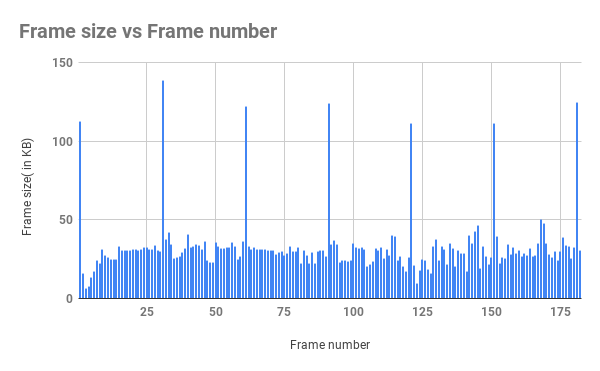 Frame size vs Frame number
150
100
50
0
Frame size( in KB)
25 50 75 100 125 150 175
Frame number